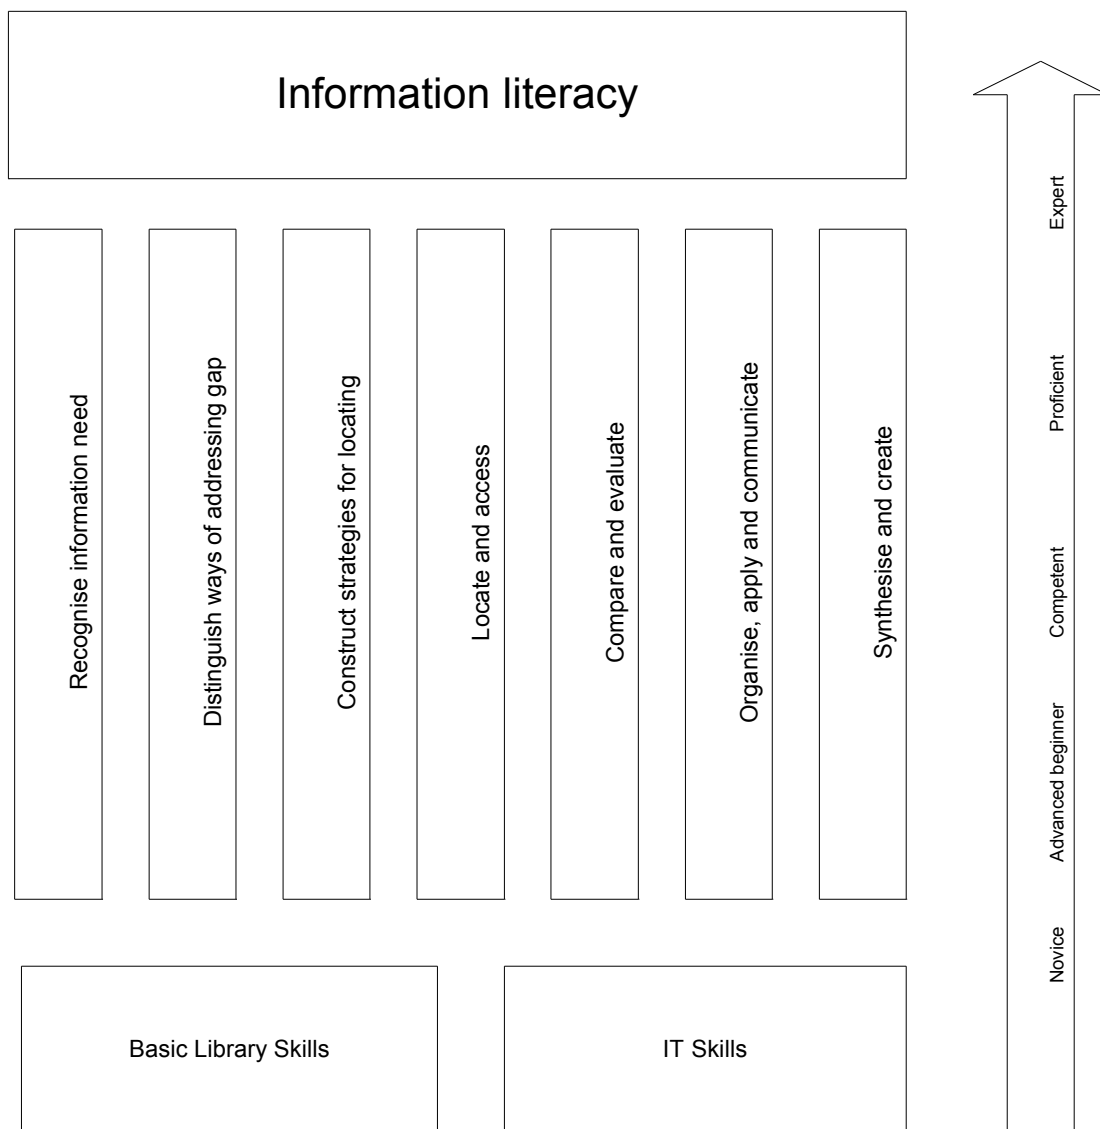 Information literacy
Recognise information need
Distinguish ways of addressing gap
Construct strategies for locating
Locate and access
Compare and evaluate
Organise, apply and communicate
Synthesise and create
Basic Library Skills
IT Skills
Expert
Proficient
Competent
Advanced beginner
Novice